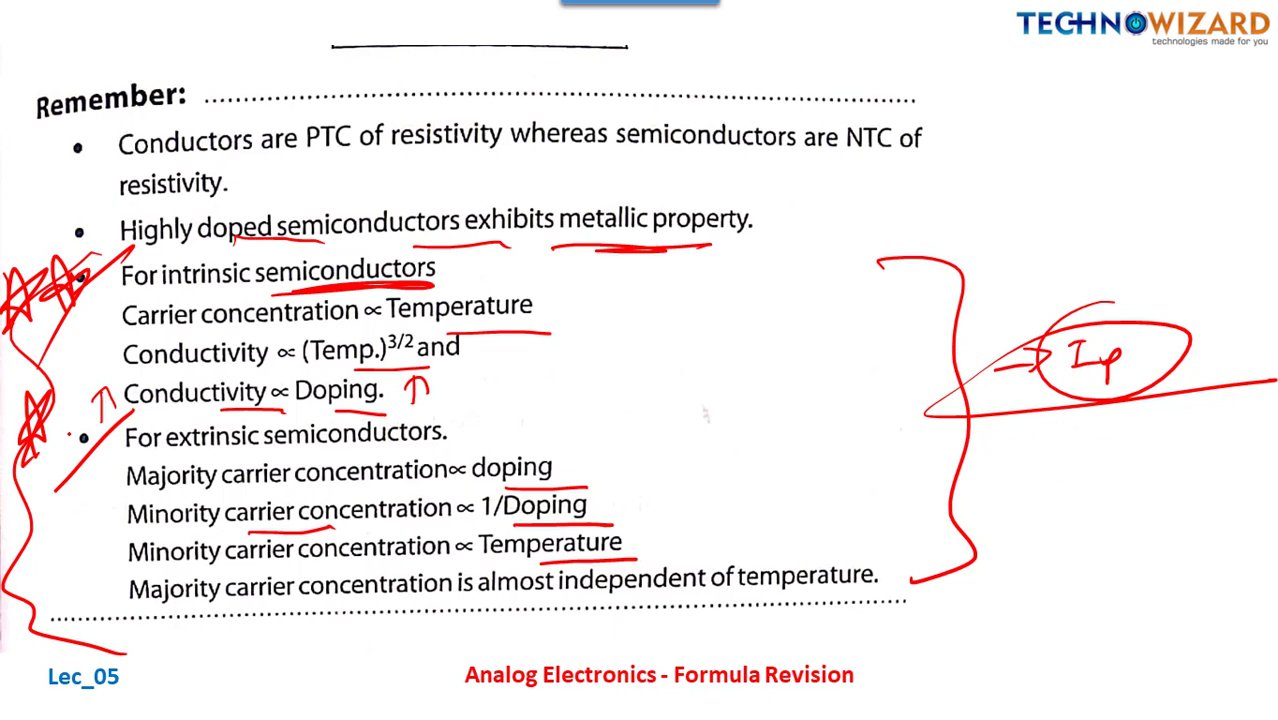 TECHNOWIZARD
technologies made for you
Remember:
• Conductors are PTC of resistivity whereas semiconductors are NTC of
resistivity.
• Highly doped semiconductors exhibits metallic property.
• For intrinsic semiconductors
Carrier concentration ∝ Temperature
Conductivity ∝ (Temp.)³/² and
↑ Conductivity ∝ Doping. ↑
• For extrinsic semiconductors.
Majority carrier concentration∝ doping
Minority carrier concentration ∝ 1/Doping
Minority carrier concentration ∝ Temperature
Majority carrier concentration is almost independent of temperature.
Lec_05
Analog Electronics - Formula Revision